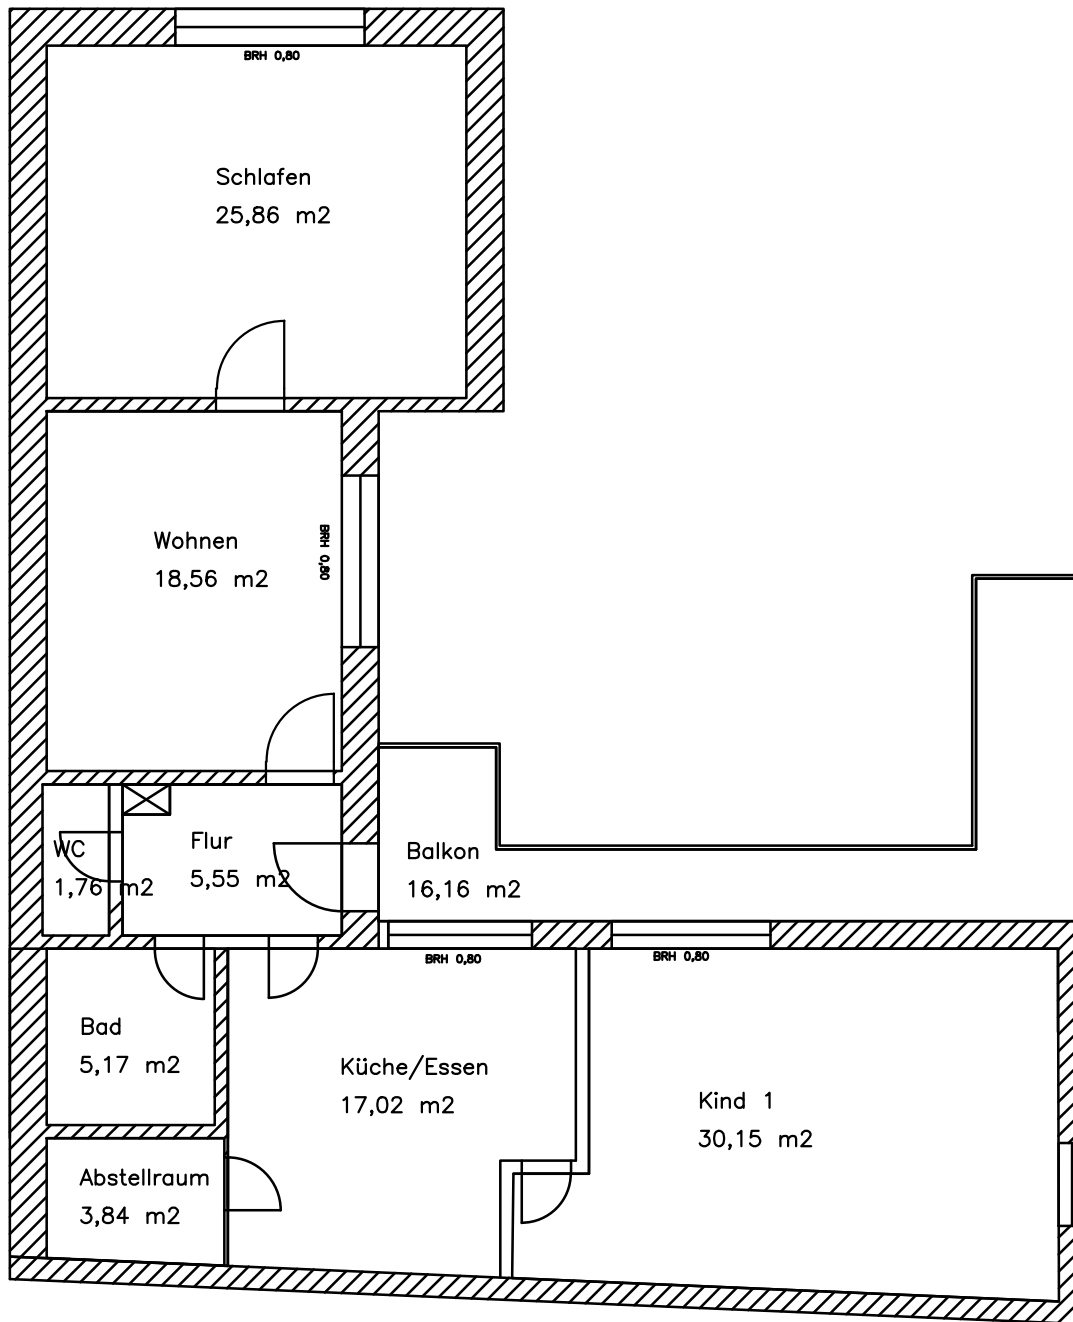 BRH 0,80
Schlafen
25,86 m2
Wohnen
18,56 m2
BRH 0,80
WC
1,76 m2
Flur
5,55 m2
Balkon
16,16 m2
BRH 0,80
BRH 0,80
Bad
5,17 m2
Küche/Essen
17,02 m2
Kind 1
30,15 m2
Abstellraum
3,84 m2